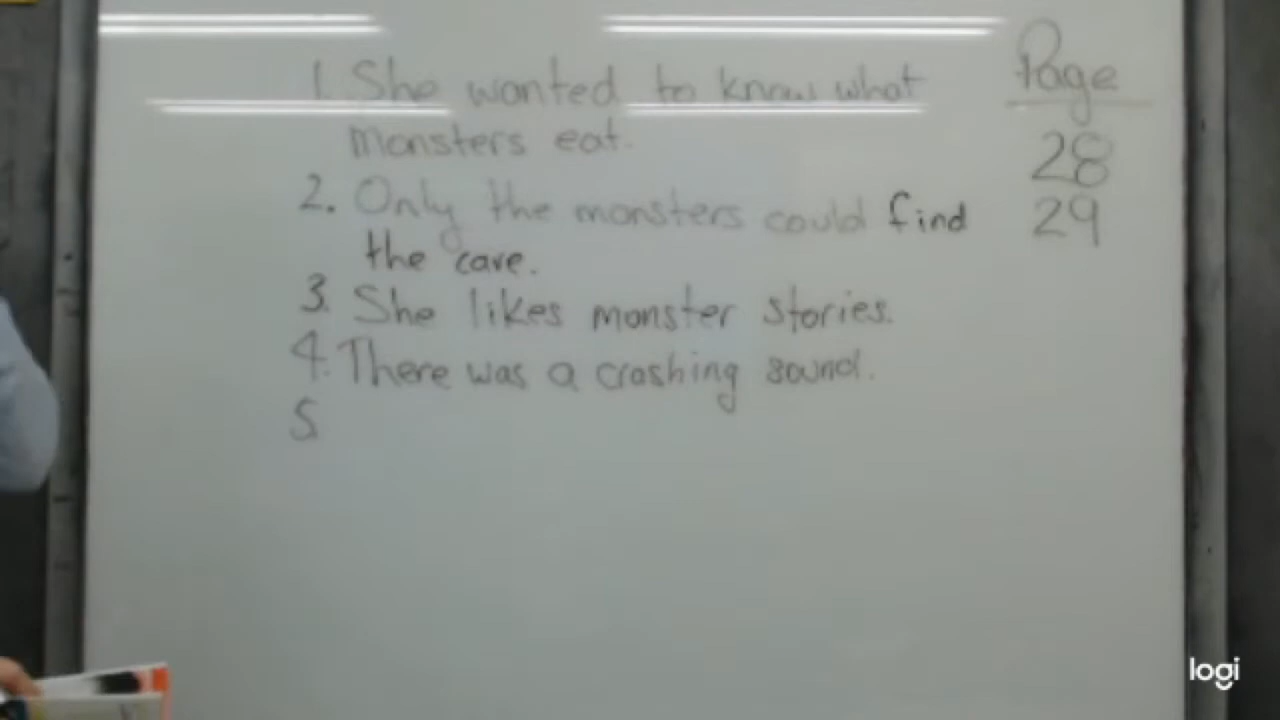 Page
1. She wanted to know what
monsters eat.
28
2. Only the monsters could find
29
the cave.
3. She likes monster stories.
4. There was a crashing sound.
5
logi